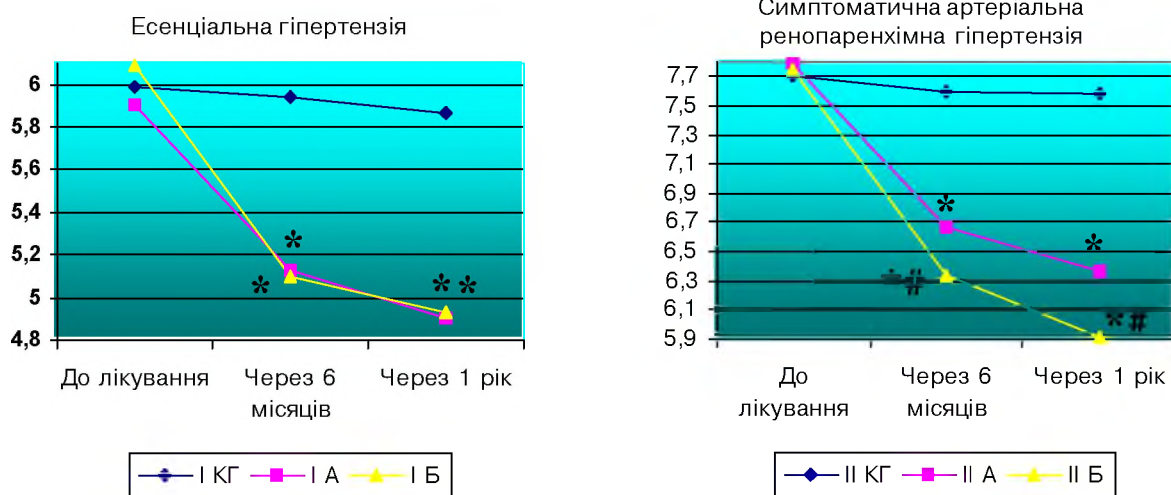 Есенціальна гіпертензія
6
5,8
5,6
5,4
5,2
5
4,8
*
*
* *
До лікування
Через 6
місяців
Через 1 рік
І КГ
І А
І Б
Симптоматична артеріальна
ренопаренхімна гіпертензія
7,7
7,5
7,3
7,1
6,9
6,7
6,5
6,3
6,1
5,9
*
*
* #
* #
До
лікування
Через 6
місяців
Через 1 рік
ІІ КГ
ІІ А
ІІ Б